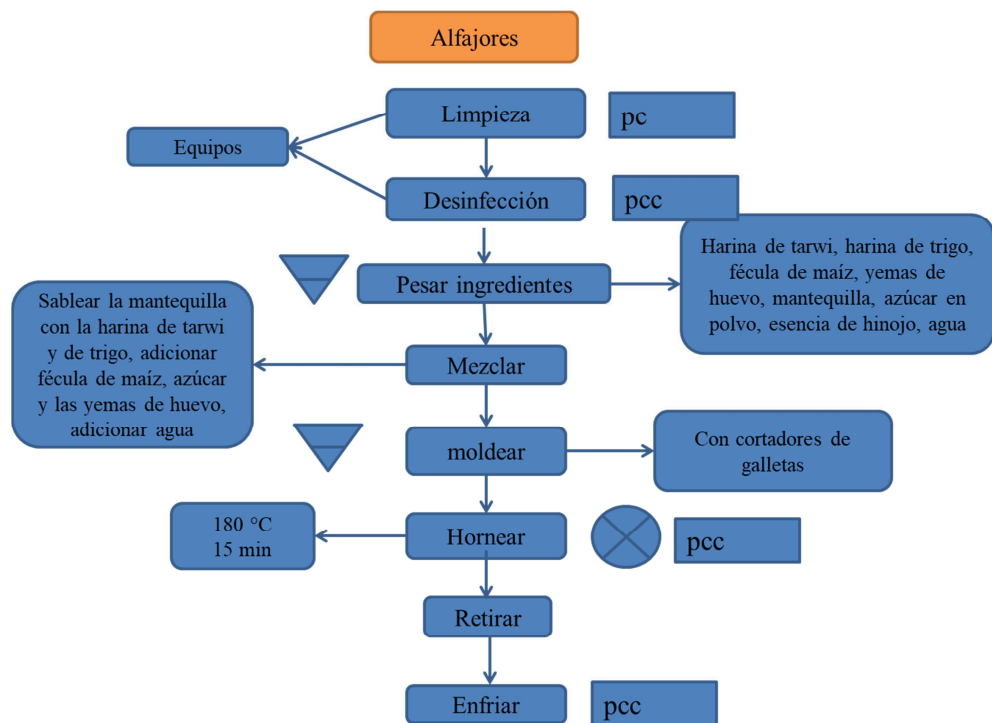 Alfajores
Limpieza
pc
Equipos
Desinfección
pcc
Pesar ingredientes
Harina de tarwi, harina de trigo,
fécula de maíz, yemas de
huevo, mantequilla, azúcar en
polvo, esencia de hinojo, agua
Sablear la mantequilla
con la harina de tarwi
y de trigo, adicionar
fécula de maíz, azúcar
y las yemas de huevo,
adicionar agua
Mezclar
moldear
Con cortadores de
galletas
180 °C
15 min
Hornear
pcc
Retirar
Enfriar
pcc